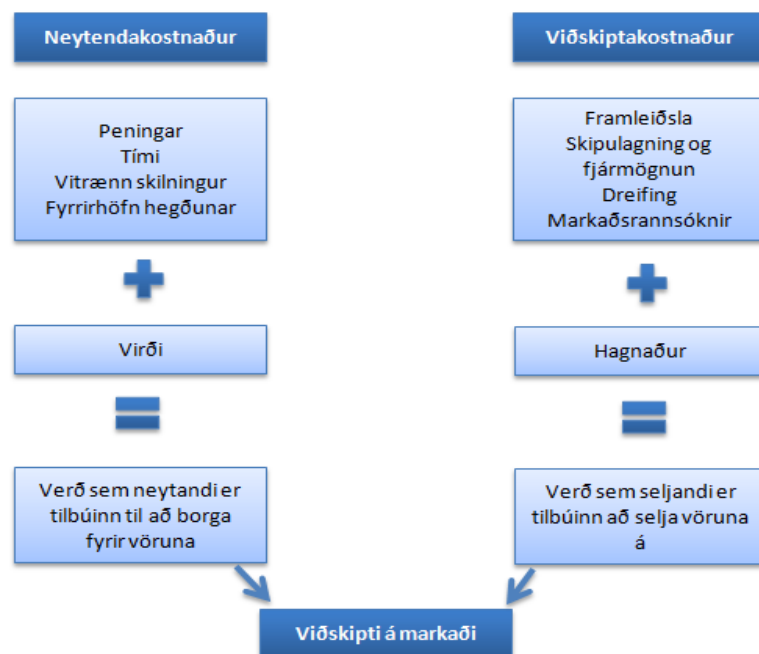 Neytendakostnaður
Peningar
Tími
Vitrænn skilningur
Fyrrirhöfn hegðunar
Virði
Verð sem neytandi er
tilbúinn til að borga
fyrir vöruna
Viðskiptakostnaður
Framleiðsla
Skipulagning og
fjármögnun
Dreifing
Markaðsrannsóknir
Hagnaður
Verð sem seljandi er
tilbúinn að selja vöruna
á
Viðskipti á markaði